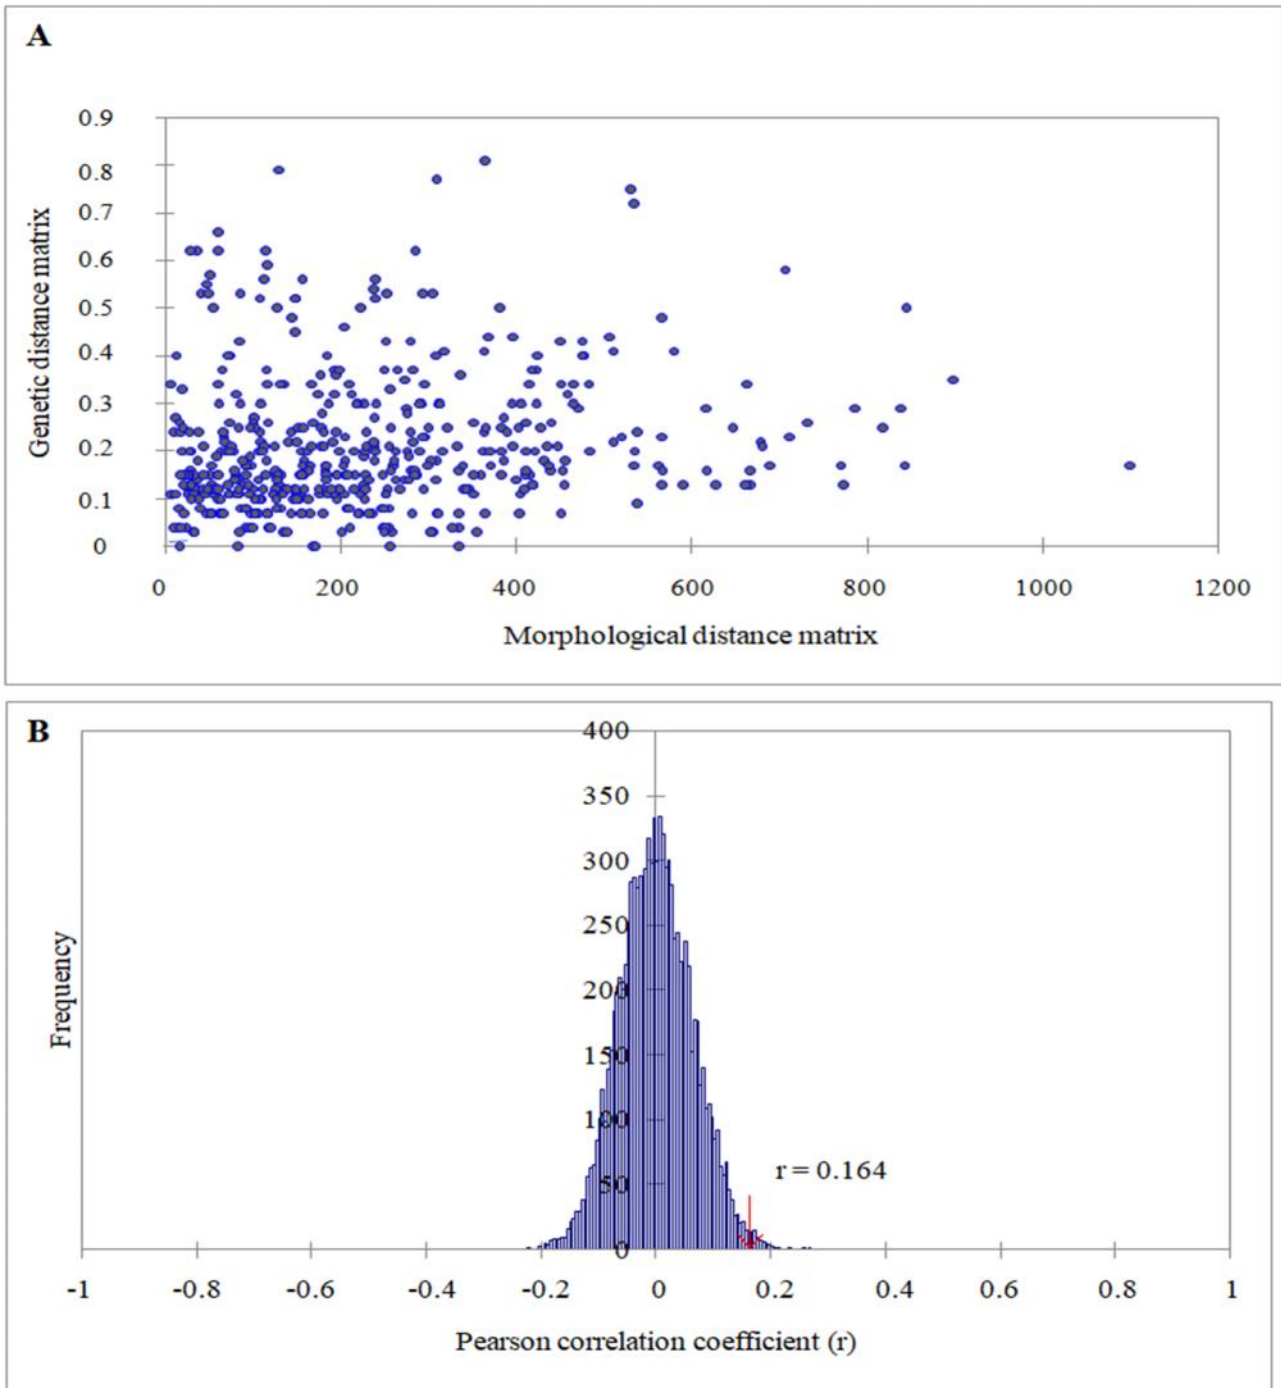 A
0.9
0.8
0.7
0.6
0.5
0.4
0.3
0.2
0.1
0
Genetic distance matrix
0 200 400 600 800 1000 1200
Morphological distance matrix
B
400
350
300
250
200
150
100
50
0
Frequency
r = 0.164
-1 -0.8 -0.6 -0.4 -0.2 0 0.2 0.4 0.6 0.8 1
Pearson correlation coefficient (r)